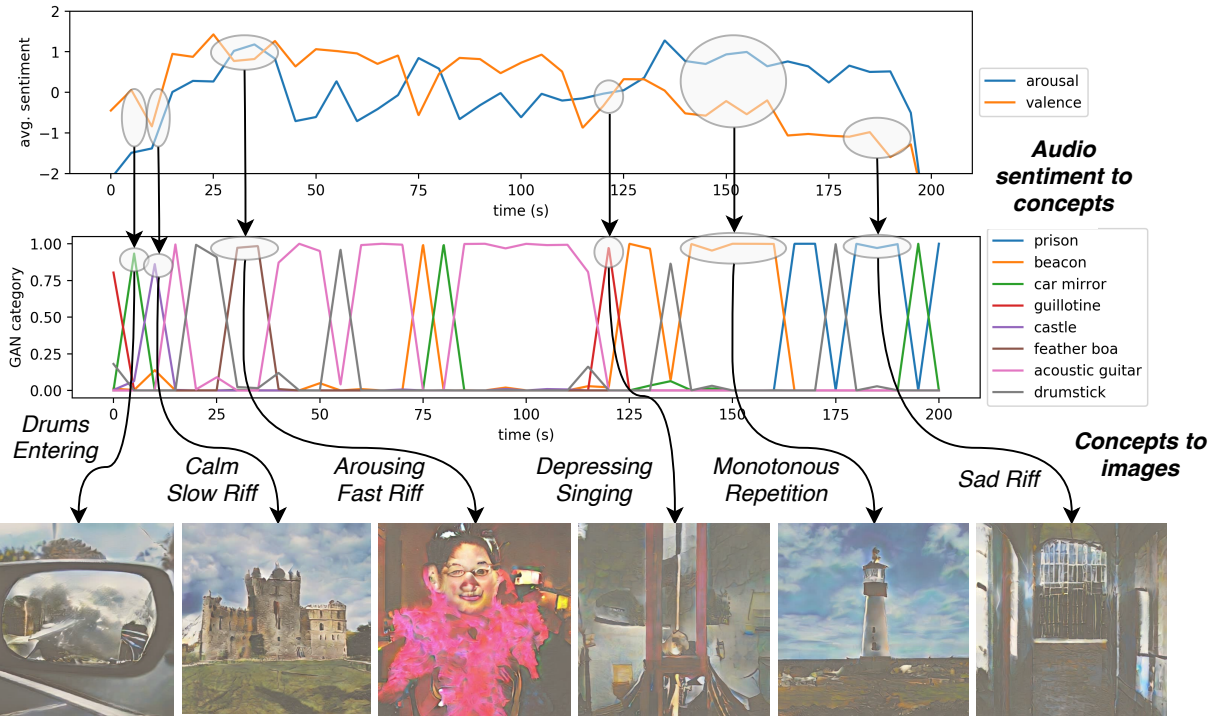 2
1
0
−1
−2
avg. sentiment
0
25
50
75
100
125
150
175
200
time (s)
arousal
valence
Audio
sentiment to
concepts
1.00
0.75
0.50
0.25
0.00
GAN category
0
25
50
75
100
125
150
175
200
time (s)
prison
beacon
car mirror
guillotine
castle
feather boa
acoustic guitar
drumstick
Drums
Entering
Calm
Slow Riff
Arousing
Fast Riff
Depressing
Singing
Monotonous
Repetition
Sad Riff
Concepts to
images